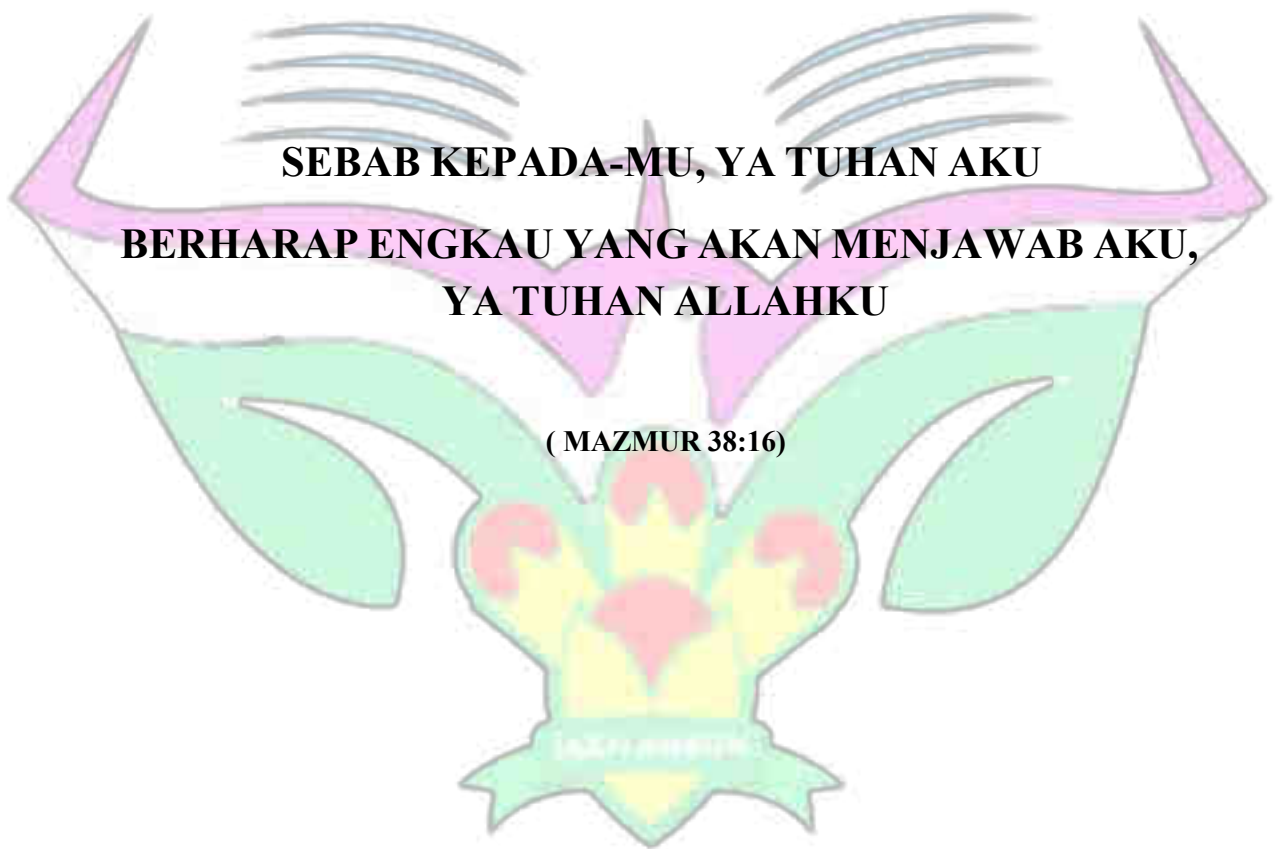 SEBAB KEPADA-MU, YA TUHAN AKU
BERHARAP ENGKAU YANG AKAN MENJAWAB AKU,
YA TUHAN ALLAHKU
( MAZMUR 38:16)